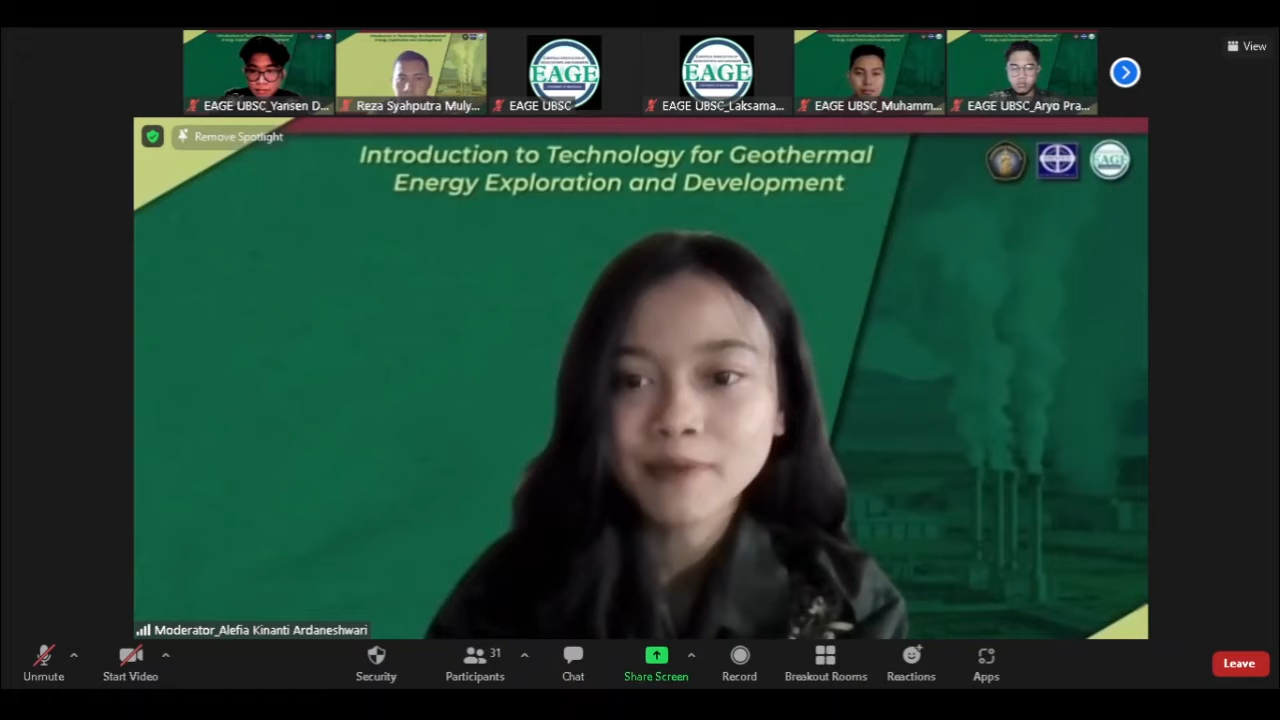 EAGE
EAGE
View
EAGE UBSC_Yansen D...
Reza Syahputra Muly...
EAGE UBSC
EAGE UBSC_Laksama...
EAGE UBSC_Muhamm...
EAGE UBSC_Aryo Pra...
Remove Spotlight
Introduction to Technology for Geothermal
Energy Exploration and Development
EAGE
Moderator_Alefia Kinanti Ardaneshwari
31
Unmute
Start Video
Security
Participants
Chat
Share Screen
Record
Breakout Rooms
Reactions
Apps
Leave